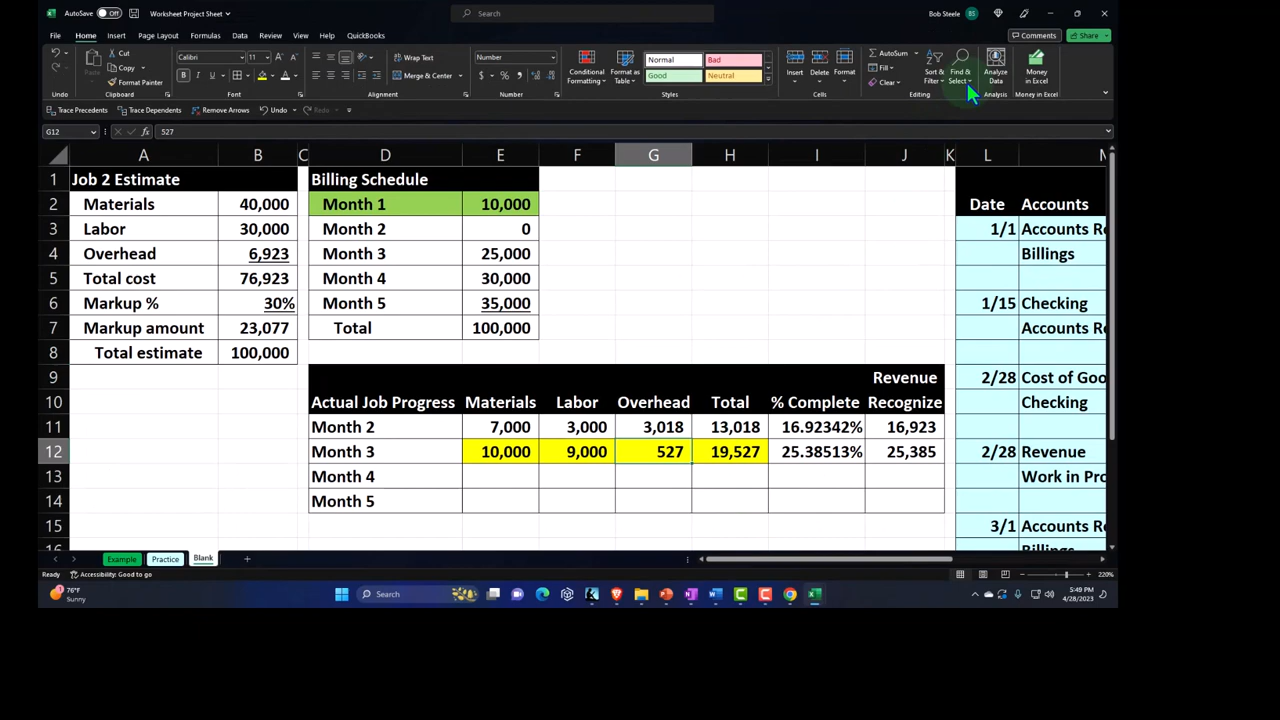 AutoSave Off Worksheet Project Sheet Search Bob Steele BS
File Home Insert Page Layout Formulas Data Review View Help QuickBooks Comments Share
Undo Paste Cut Copy Format Painter Clipboard
Calibri 11 Font
Wrap Text Merge & Center Alignment
Number Number
Conditional Formatting Format as Table Normal Bad Good Neutral Styles
Insert Delete Format Cells
AutoSum Fill Clear Sort & Filter Find & Select Editing
Analyze Data Analysis
Money in Excel Money in Excel
Trace Precedents Trace Dependents Remove Arrows Undo
G12 fx 527
A B C D E F G H I J K L M
1 Job 2 Estimate Billing Schedule
2 Materials 40,000 Month 1 10,000 Date Accounts
3 Labor 30,000 Month 2 0 1/1 Accounts Re
4 Overhead 6,923 Month 3 25,000 Billings
5 Total cost 76,923 Month 4 30,000
6 Markup % 30% Month 5 35,000 1/15 Checking
7 Markup amount 23,077 Total 100,000 Accounts Re
8 Total estimate 100,000
9 Revenue 2/28 Cost of Goo
10 Actual Job Progress Materials Labor Overhead Total % Complete Recognize Checking
11 Month 2 7,000 3,000 3,018 13,018 16.92342% 16,923
12 Month 3 10,000 9,000 527 19,527 25.38513% 25,385 2/28 Revenue
13 Month 4 Work in Pro
14 Month 5
15 3/1 Accounts Re
16 Billings
Example Practice Blank
Ready Accessibility: Good to go 220%
76°F Sunny Search 5:49 PM 4/28/2023